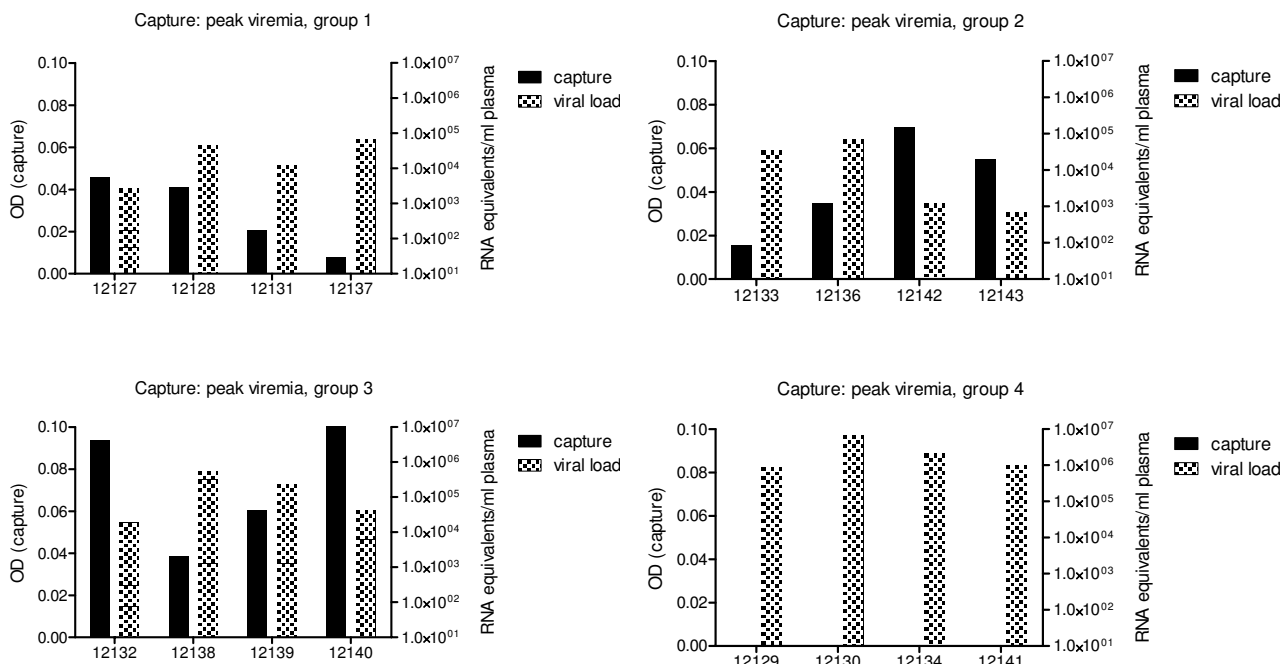 Capture: peak viremia, group 1
OD (capture)
0.10
0.08
0.06
0.04
0.02
0.00
12127 12128 12131 12137
1.0×10⁰⁷
1.0×10⁰⁶
1.0×10⁰⁵
1.0×10⁰⁴
1.0×10⁰³
1.0×10⁰²
1.0×10⁰¹
RNA equivalents/ml plasma
capture
viral load
Capture: peak viremia, group 2
OD (capture)
0.10
0.08
0.06
0.04
0.02
0.00
12133 12136 12142 12143
1.0×10⁰⁷
1.0×10⁰⁶
1.0×10⁰⁵
1.0×10⁰⁴
1.0×10⁰³
1.0×10⁰²
1.0×10⁰¹
RNA equivalents/ml plasma
capture
viral load
Capture: peak viremia, group 3
OD (capture)
0.10
0.08
0.06
0.04
0.02
0.00
12132 12138 12139 12140
1.0×10⁰⁷
1.0×10⁰⁶
1.0×10⁰⁵
1.0×10⁰⁴
1.0×10⁰³
1.0×10⁰²
1.0×10⁰¹
RNA equivalents/ml plasma
capture
viral load
Capture: peak viremia, group 4
OD (capture)
0.10
0.08
0.06
0.04
0.02
0.00
12129 12130 12134 12141
1.0×10⁰⁷
1.0×10⁰⁶
1.0×10⁰⁵
1.0×10⁰⁴
1.0×10⁰³
1.0×10⁰²
1.0×10⁰¹
RNA equivalents/ml plasma
capture
viral load